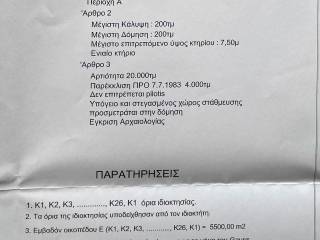 Περιοχή Α
"Άρθρο 2
Μέγιστη Κάλυψη : 200τμ
Μέγιστη Δόμηση : 200τμ
Μέγιστο επιτρεπόμενο ύψος κτηρίου : 7,50μ
Ενιαίο κτήριο
"Άρθρο 3
Αρτιότητα 20.000τμ
Παρέκκλιση ΠΡΟ 7.7.1983 4.000τμ
Δεν επιτρέπεται pilotis
Υπόγειο και στεγασμένος χώρος στάθμευσης
προσμετράται στην δόμηση
Εγκριση Αρχαιολογίας
ΠΑΡΑΤΗΡΗΣΕΙΣ
1. Κ1, Κ2, Κ3, .............., Κ26, Κ1 όρια ιδιοκτησίας.
2. Τα όρια της ιδιοκτησίας υποδείχθησαν από τον ιδιοκτήτη.
3. Εμβαδόν οικοπέδου Ε (Κ1, Κ2, Κ3, .............., Κ26, Κ1) = 5500,00 m2